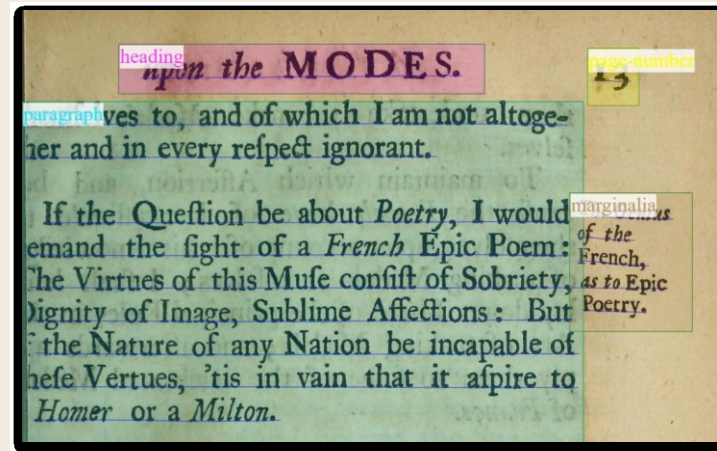 heading
upon the MODES.
page-number
13
paragraph
ves to, and of which I am not altoge-
her and in every reſpect ignorant.
If the Queſtion be about Poetry, I would
emand the ſight of a French Epic Poem:
The Virtues of this Muſe conſiſt of Sobriety,
Dignity of Image, Sublime Affections: But
f the Nature of any Nation be incapable of
heſe Vertues, 'tis in vain that it aſpire to
Homer or a Milton.
marginalia
of the
French,
as to Epic
Poetry.